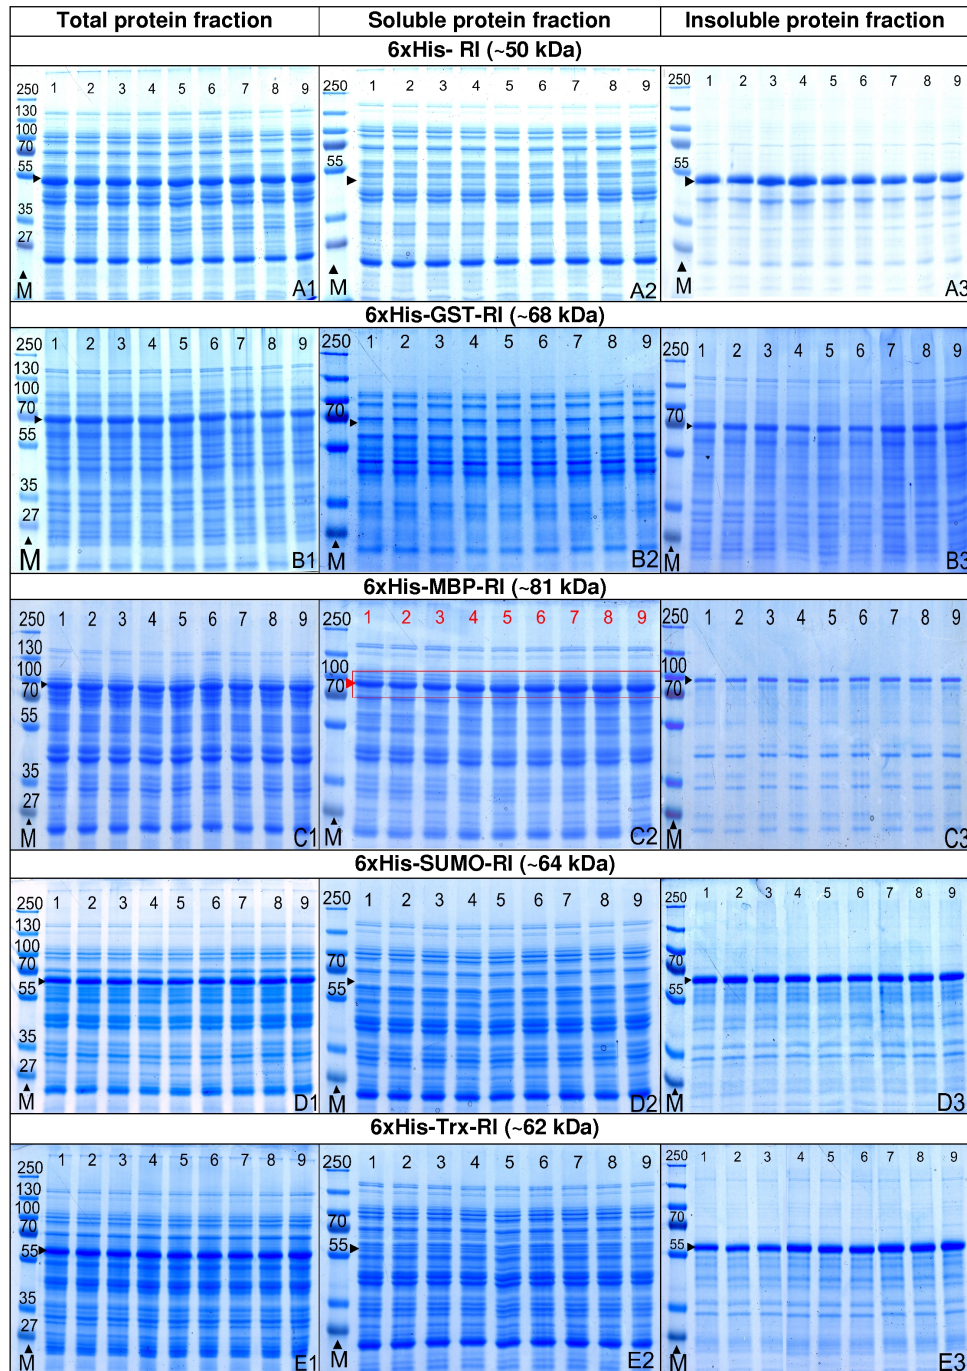 Total protein fraction Soluble protein fraction Insoluble protein fraction
6xHis- RI (~50 kDa)
250 130 100 70 55 35 27 1 2 3 4 5 6 7 8 9 M A1
250 55 1 2 3 4 5 6 7 8 9 M A2
250 55 1 2 3 4 5 6 7 8 9 M A3
6xHis-GST-RI (~68 kDa)
250 130 100 70 55 35 27 1 2 3 4 5 6 7 8 9 M B1
250 70 1 2 3 4 5 6 7 8 9 M B2
250 70 1 2 3 4 5 6 7 8 9 M B3
6xHis-MBP-RI (~81 kDa)
250 130 100 70 55 35 27 1 2 3 4 5 6 7 8 9 M C1
250 100 70 1 2 3 4 5 6 7 8 9 M C2
250 100 70 1 2 3 4 5 6 7 8 9 M C3
6xHis-SUMO-RI (~64 kDa)
250 130 100 70 55 35 27 1 2 3 4 5 6 7 8 9 M D1
250 70 55 1 2 3 4 5 6 7 8 9 M D2
250 70 55 1 2 3 4 5 6 7 8 9 M D3
6xHis-Trx-RI (~62 kDa)
250 130 100 70 55 35 27 1 2 3 4 5 6 7 8 9 M E1
250 70 55 1 2 3 4 5 6 7 8 9 M E2
250 70 55 1 2 3 4 5 6 7 8 9 M E3